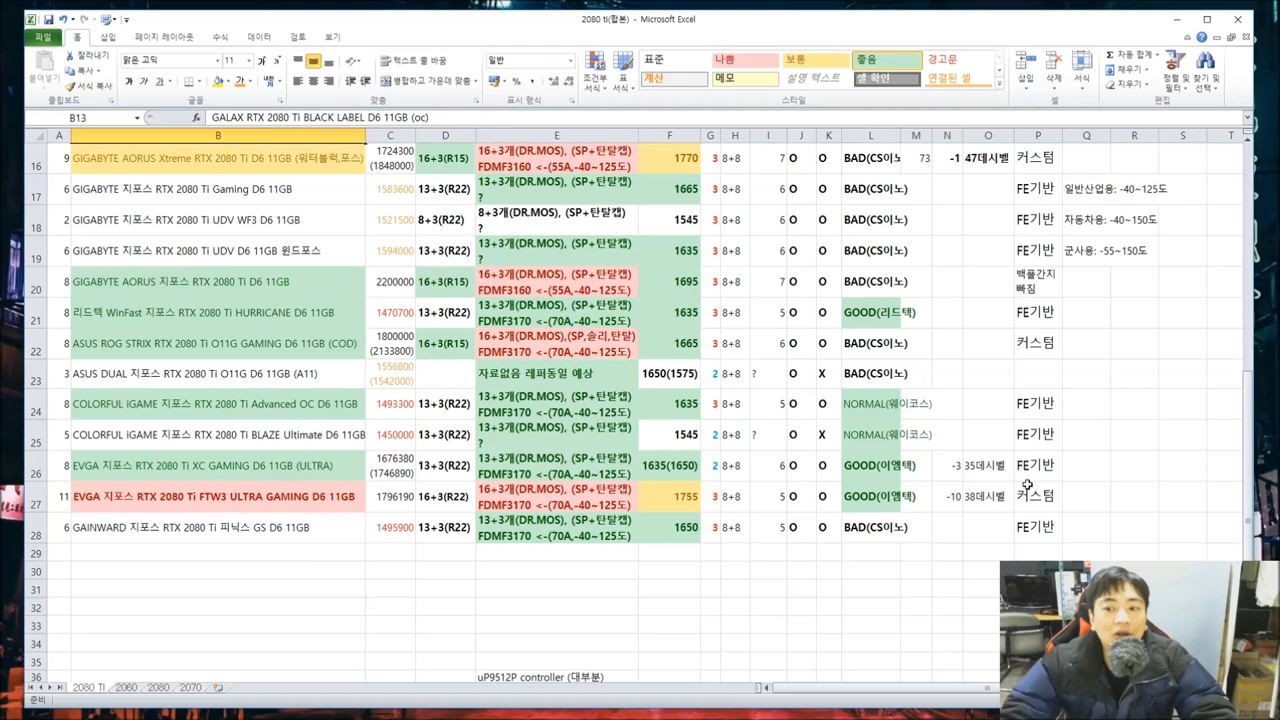 2080 ti(합본) - Microsoft Excel
파일 홈 삽입 페이지 레이아웃 수식 데이터 검토 보기
잘라내기
복사
서식 복사
붙여넣기
클립보드
맑은 고딕 11
가 가 가
글꼴
텍스트 줄 바꿈
병합하고 가운데 맞춤
맞춤
일반
표시 형식
조건부 서식
표 서식
표준 나쁨 보통 좋음 경고문
계산 메모 설명 텍스트 셀 확인 연결된 셀
스타일
삽입 삭제 서식
셀
자동 합계
채우기
지우기
정렬 및 필터
찾기 및 선택
편집
B13 fx GALAX RTX 2080 Ti BLACK LABEL D6 11GB (oc)
A B C D E F G H I J K L M N O P Q R S T
16 9 GIGABYTE AORUS Xtreme RTX 2080 Ti D6 11GB (워터블럭,포스) 1724300 (1848000) 16+3(R15) 16+3개(DR.MOS), (SP+탄탈캡) FDMF3160 <-(55A,-40~125도) 1770 3 8+8 7 O O BAD(CS이노 73 -1 47데시벨 커스텀
17 6 GIGABYTE 지포스 RTX 2080 Ti Gaming D6 11GB 1583600 13+3(R22) 13+3개(DR.MOS), (SP+탄탈캡) ? 1665 3 8+8 6 O O BAD(CS이노) FE기반 일반산업용: -40~125도
18 2 GIGABYTE 지포스 RTX 2080 Ti UDV WF3 D6 11GB 1521500 8+3(R22) 8+3개(DR.MOS), (SP+탄탈캡) ? 1545 3 8+8 6 O O BAD(CS이노) FE기반 자동차용: -40~150도
19 6 GIGABYTE 지포스 RTX 2080 Ti UDV D6 11GB 윈드포스 1594000 13+3(R22) 13+3개(DR.MOS), (SP+탄탈캡) ? 1635 3 8+8 6 O O BAD(CS이노) FE기반 군사용: -55~150도
20 8 GIGABYTE AORUS 지포스 RTX 2080 Ti D6 11GB 2200000 16+3(R15) 16+3개(DR.MOS), (SP+탄탈캡) FDMF3160 <-(55A,-40~125도) 1695 3 8+8 7 O O BAD(CS이노) 백플간지 빠짐
21 8 리드텍 WinFast 지포스 RTX 2080 Ti HURRICANE D6 11GB 1470700 13+3(R22) 13+3개(DR.MOS), (SP+탄탈캡) FDMF3170 <-(70A,-40~125도) 1635 3 8+8 5 O O GOOD(리드텍) FE기반
22 8 ASUS ROG STRIX RTX 2080 Ti O11G GAMING D6 11GB (COD) 1800000 (2133800) 16+3(R15) 16+3개(DR.MOS),(SP,솔리,탄탈) FDMF3170 <-(70A,-40~125도) 1665 3 8+8 5 O O BAD(CS이노) 커스텀
23 3 ASUS DUAL 지포스 RTX 2080 Ti O11G D6 11GB (A11) 1556800 (1542000) 자료없음 레퍼동일 예상 1650(1575) 2 8+8 ? O X BAD(CS이노)
24 8 COLORFUL iGAME 지포스 RTX 2080 Ti Advanced OC D6 11GB 1493300 13+3(R22) 13+3개(DR.MOS), (SP+탄탈캡) FDMF3170 <-(70A,-40~125도) 1635 3 8+8 5 O O NORMAL(웨이코스) FE기반
25 5 COLORFUL iGAME 지포스 RTX 2080 Ti BLAZE Ultimate D6 11GB 1450000 13+3(R22) 13+3개(DR.MOS), (SP+탄탈캡) ? 1545 2 8+8 ? O X NORMAL(웨이코스) FE기반
26 8 EVGA 지포스 RTX 2080 Ti XC GAMING D6 11GB (ULTRA) 1676380 (1746890) 13+3(R22) 13+3개(DR.MOS), (SP+탄탈캡) FDMF3170 <-(70A,-40~125도) 1635(1650) 2 8+8 6 O O GOOD(이엠텍) -3 35데시벨 FE기반
27 11 EVGA 지포스 RTX 2080 Ti FTW3 ULTRA GAMING D6 11GB 1796190 16+3(R22) 16+3개(DR.MOS), (SP+탄탈캡) FDMF3170 <-(70A,-40~125도) 1755 3 8+8 5 O O GOOD(이엠텍) -10 38데시벨 커스텀
28 6 GAINWARD 지포스 RTX 2080 Ti 피닉스 GS D6 11GB 1495900 13+3(R22) 13+3개(DR.MOS), (SP+탄탈캡) FDMF3170 <-(70A,-40~125도) 1650 3 8+8 5 O O BAD(CS이노) FE기반
29
30
31
32
33
34
35
36 uP9512P controller (대부분)
2080 TI 2060 2080 2070
준비